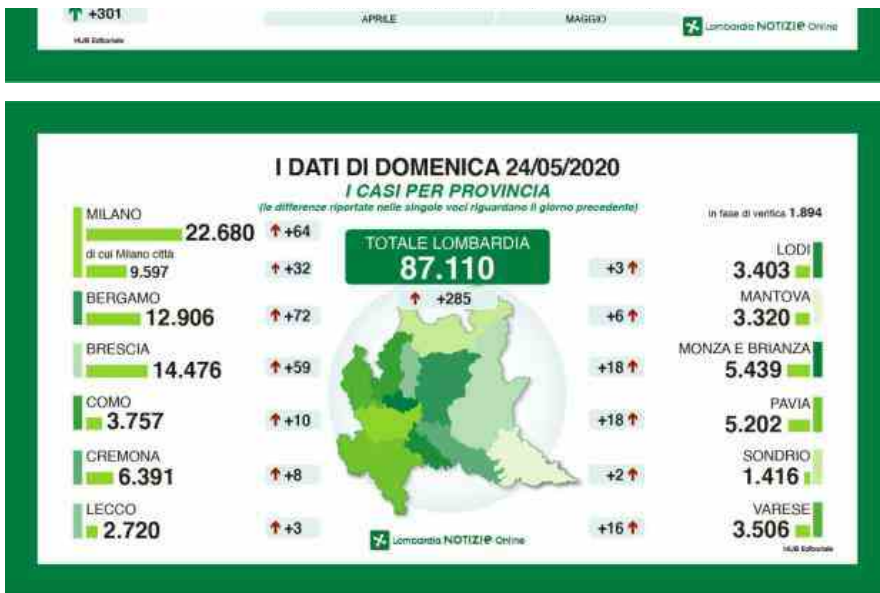 +301
APRILE
MAGGIO
HUB Editoriale
Lombardia NOTIZIE Online
I DATI DI DOMENICA 24/05/2020
I CASI PER PROVINCIA
(le differenze riportate nelle singole voci riguardano il giorno precedente)
in fase di verifica 1.894
MILANO
22.680
+64
di cui Milano città
9.597
+32
BERGAMO
12.906
+72
BRESCIA
14.476
+59
COMO
3.757
+10
CREMONA
6.391
+8
LECCO
2.720
+3
TOTALE LOMBARDIA
87.110
+285
LODI
+3
3.403
MANTOVA
+6
3.320
MONZA E BRIANZA
+18
5.439
PAVIA
+18
5.202
SONDRIO
+2
1.416
VARESE
+16
3.506
Lombardia NOTIZIE Online
HUB Editoriale